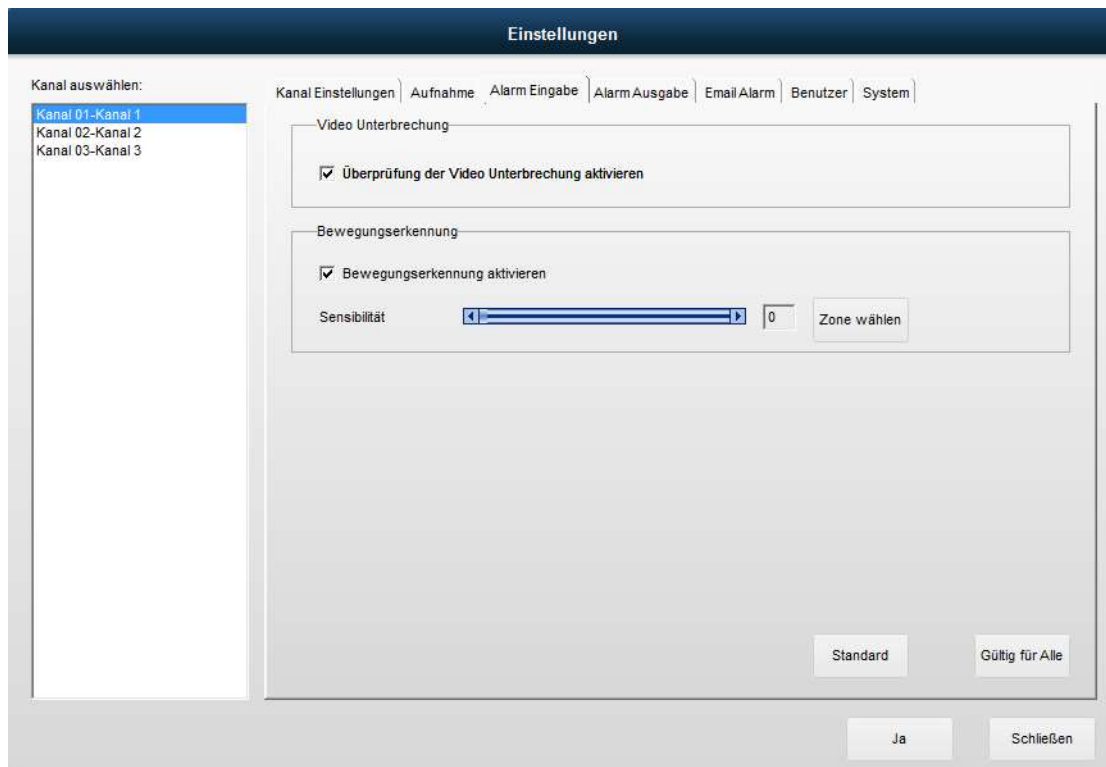 Einstellungen
Kanal auswählen:
Kanal 01-Kanal 1
Kanal 02-Kanal 2
Kanal 03-Kanal 3
Kanal Einstellungen Aufnahme Alarm Eingabe Alarm Ausgabe Email Alarm Benutzer System
Video Unterbrechung
Überprüfung der Video Unterbrechung aktivieren
Bewegungserkennung
Bewegungserkennung aktivieren
Sensibilität 0 Zone wählen
Standard Gültig für Alle
Ja Schließen